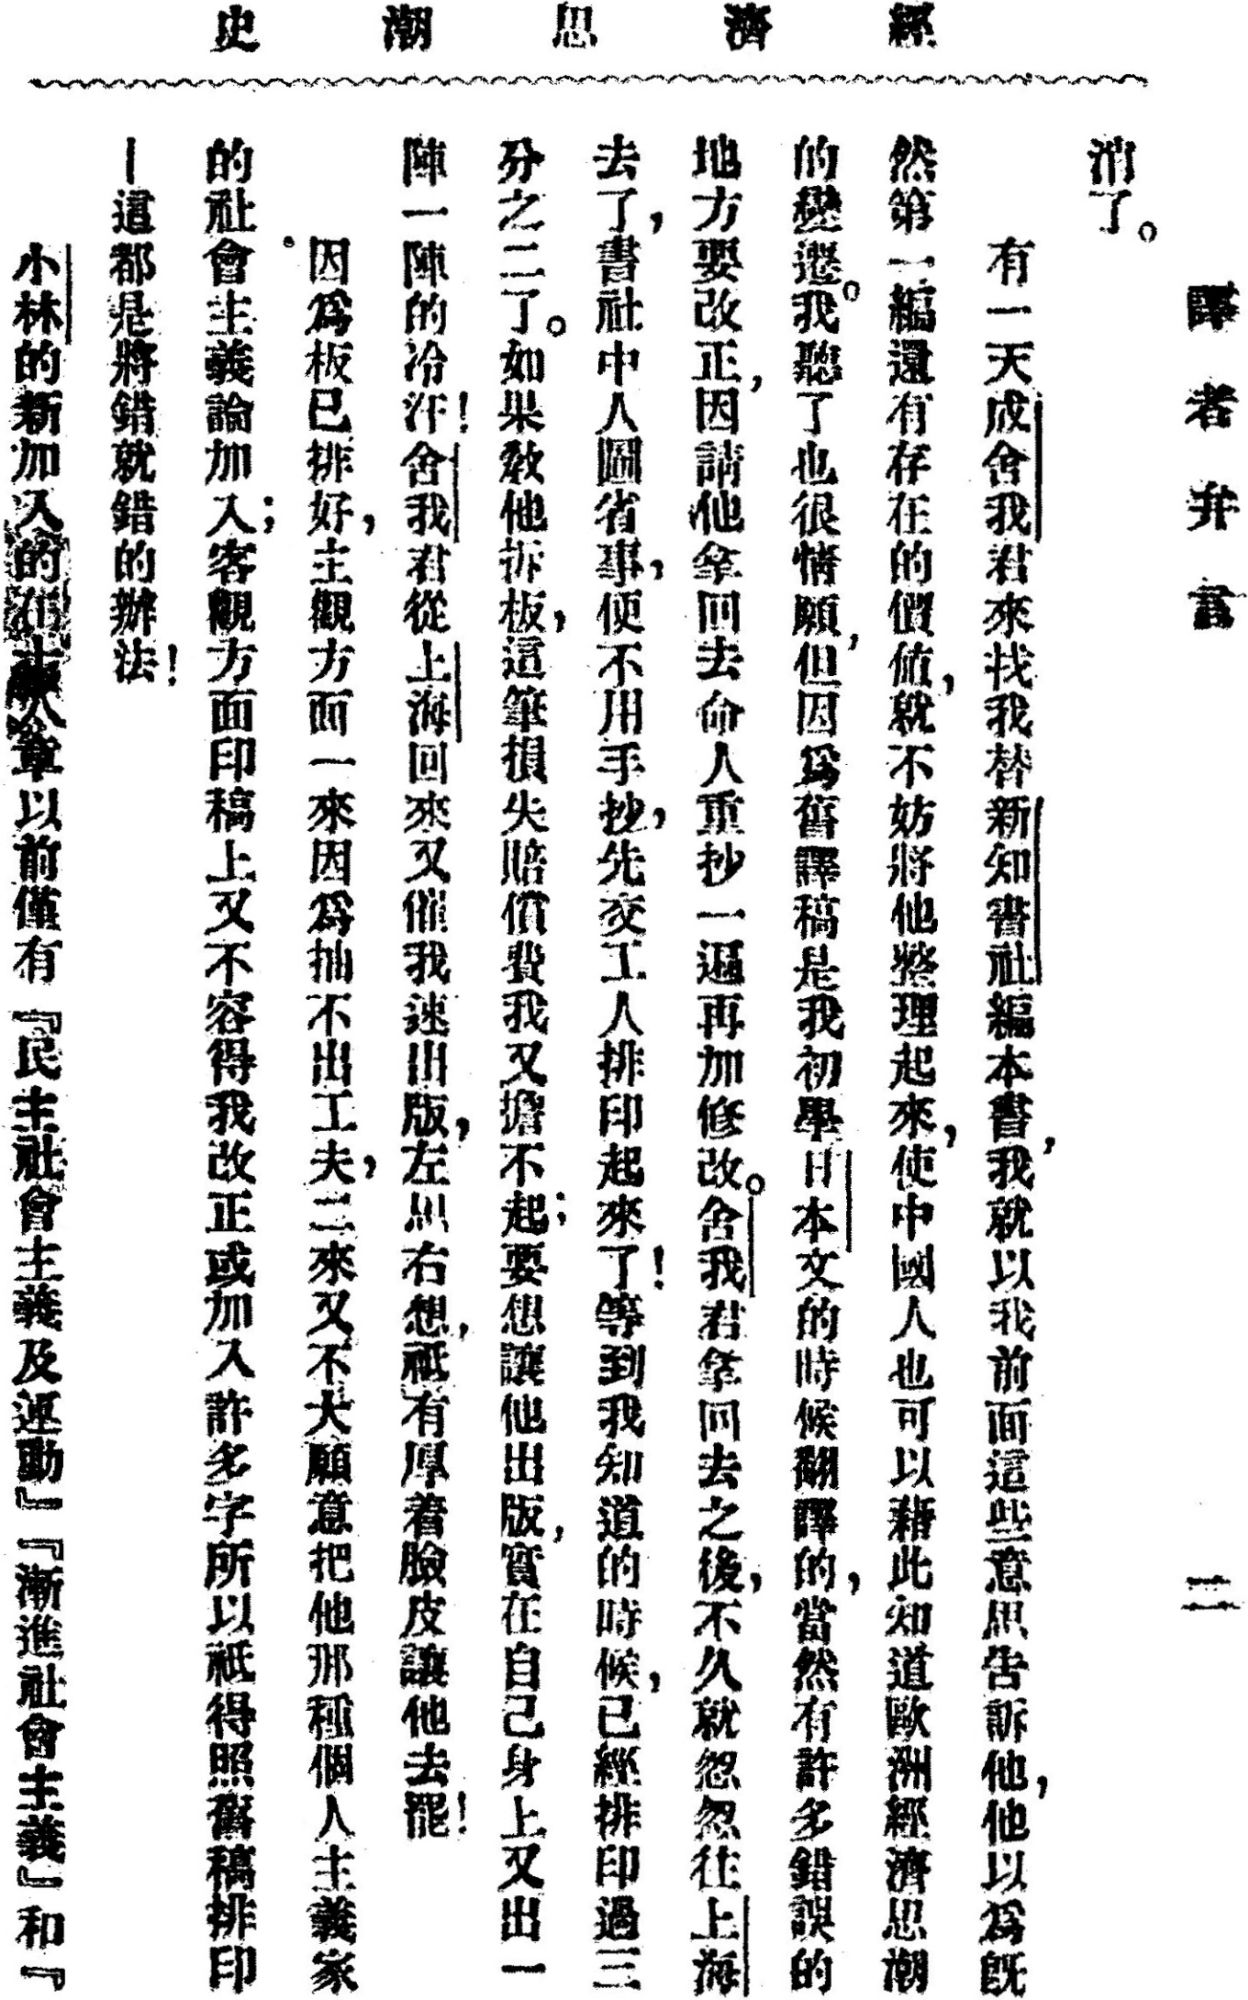 經濟思潮史
譯者弁言
二
消了。
有一天成舍我君來找我替新知書社編本書，我就以我前面這些意思告訴他，他以爲既
然第一編還有存在的價值，就不妨將他整理起來，使中國人也可以藉此知道歐洲經濟思潮
的變遷。我聽了也很情願，但因爲舊譯稿是我初學日本文的時候翻譯的，當然有許多錯誤的
地方要改正，因請他拿回去命人重抄一遍再加修改。舍我君拿回去之後，不久就忽忽往上海
去了，書社中人圖省事，便不用手抄，先交工人排印起來了！等到我知道的時候，已經排印過三
分之二了。如果教他拆板，這筆損失賠償費我又擔不起；要想讓他出版，實在自己身上又出一
陣一陣的冷汗！舍我君從上海回來又催我速出版，左思右想，祗有厚着臉皮讓他去罷！
因爲板已排好，主觀方面一來因爲抽不出工夫，二來又不大願意把他那種個人主義家
的社會主義論加入；客觀方面印稿上又不容得我改正或加入許多字所以祗得照舊稿排印
—這都是將錯就錯的辦法！
小林的新加入的八章以前僅有『民主社會主義及運動』『漸進社會主義』和『